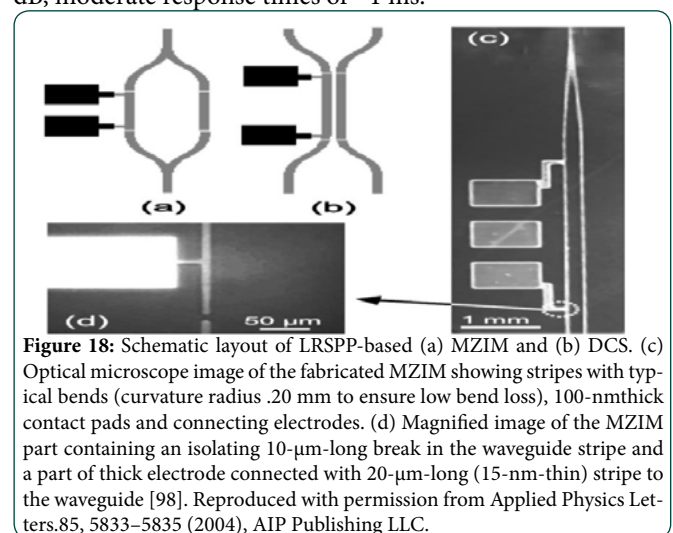 dB, moderate response times of ~1 ms.
(c)
(a)
(b)
(d)
50 µm
1 mm
Figure 18: Schematic layout of LRSPP-based (a) MZIM and (b) DCS. (c)
Optical microscope image of the fabricated MZIM showing stripes with typ-
ical bends (curvature radius .20 mm to ensure low bend loss), 100-nmthick
contact pads and connecting electrodes. (d) Magnified image of the MZIM
part containing an isolating 10-µm-long break in the waveguide stripe and
a part of thick electrode connected with 20-µm-long (15-nm-thin) stripe to
the waveguide [98]. Reproduced with permission from Applied Physics Let-
ters.85, 5833–5835 (2004), AIP Publishing LLC.